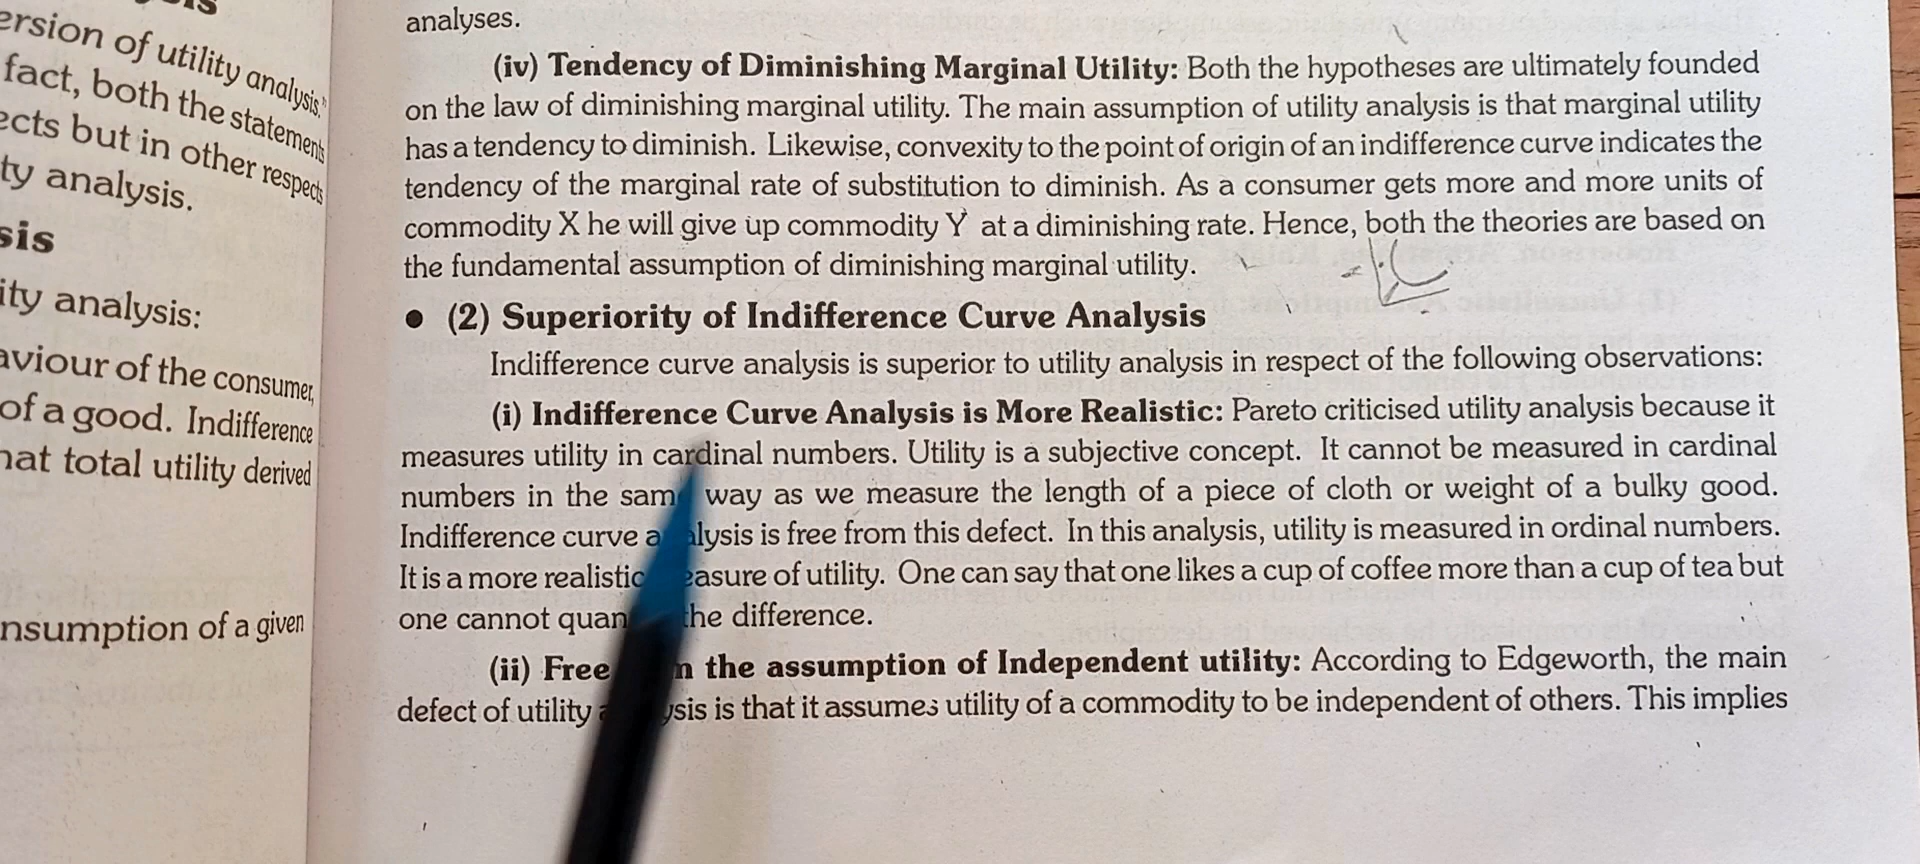 ersion of utility analysis."
fact, both the statements
ects but in other respects
ty analysis.
sis
ity analysis:
aviour of the consumer,
of a good. Indifference
hat total utility derived
nsumption of a given
analyses.
(iv) Tendency of Diminishing Marginal Utility: Both the hypotheses are ultimately founded
on the law of diminishing marginal utility. The main assumption of utility analysis is that marginal utility
has a tendency to diminish. Likewise, convexity to the point of origin of an indifference curve indicates the
tendency of the marginal rate of substitution to diminish. As a consumer gets more and more units of
commodity X he will give up commodity Y at a diminishing rate. Hence, both the theories are based on
the fundamental assumption of diminishing marginal utility.
● (2) Superiority of Indifference Curve Analysis
Indifference curve analysis is superior to utility analysis in respect of the following observations:
(i) Indifference Curve Analysis is More Realistic: Pareto criticised utility analysis because it
measures utility in cardinal numbers. Utility is a subjective concept. It cannot be measured in cardinal
numbers in the sam way as we measure the length of a piece of cloth or weight of a bulky good.
Indifference curve a alysis is free from this defect. In this analysis, utility is measured in ordinal numbers.
It is a more realistic easure of utility. One can say that one likes a cup of coffee more than a cup of tea but
one cannot quan the difference.
(ii) Free n the assumption of Independent utility: According to Edgeworth, the main
defect of utility ysis is that it assumes utility of a commodity to be independent of others. This implies